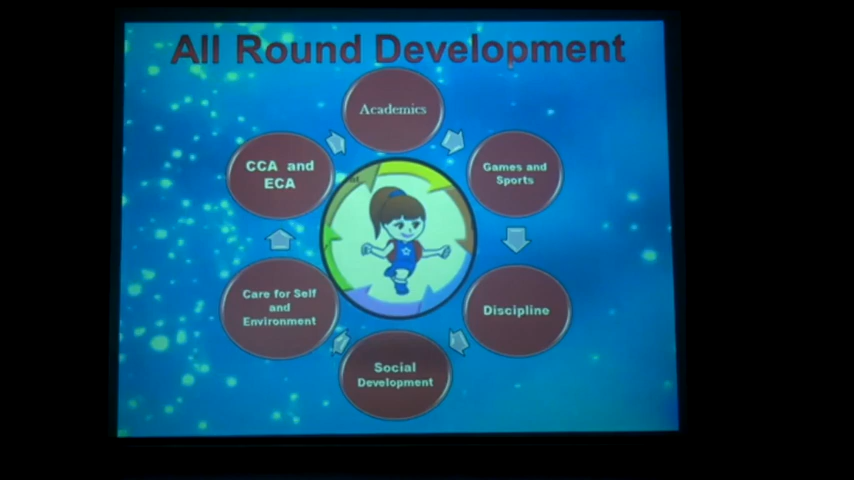 All Round Development
Academics
Games and
Sports
Discipline
Social
Development
Care for Self
and
Environment
CCA and
ECA